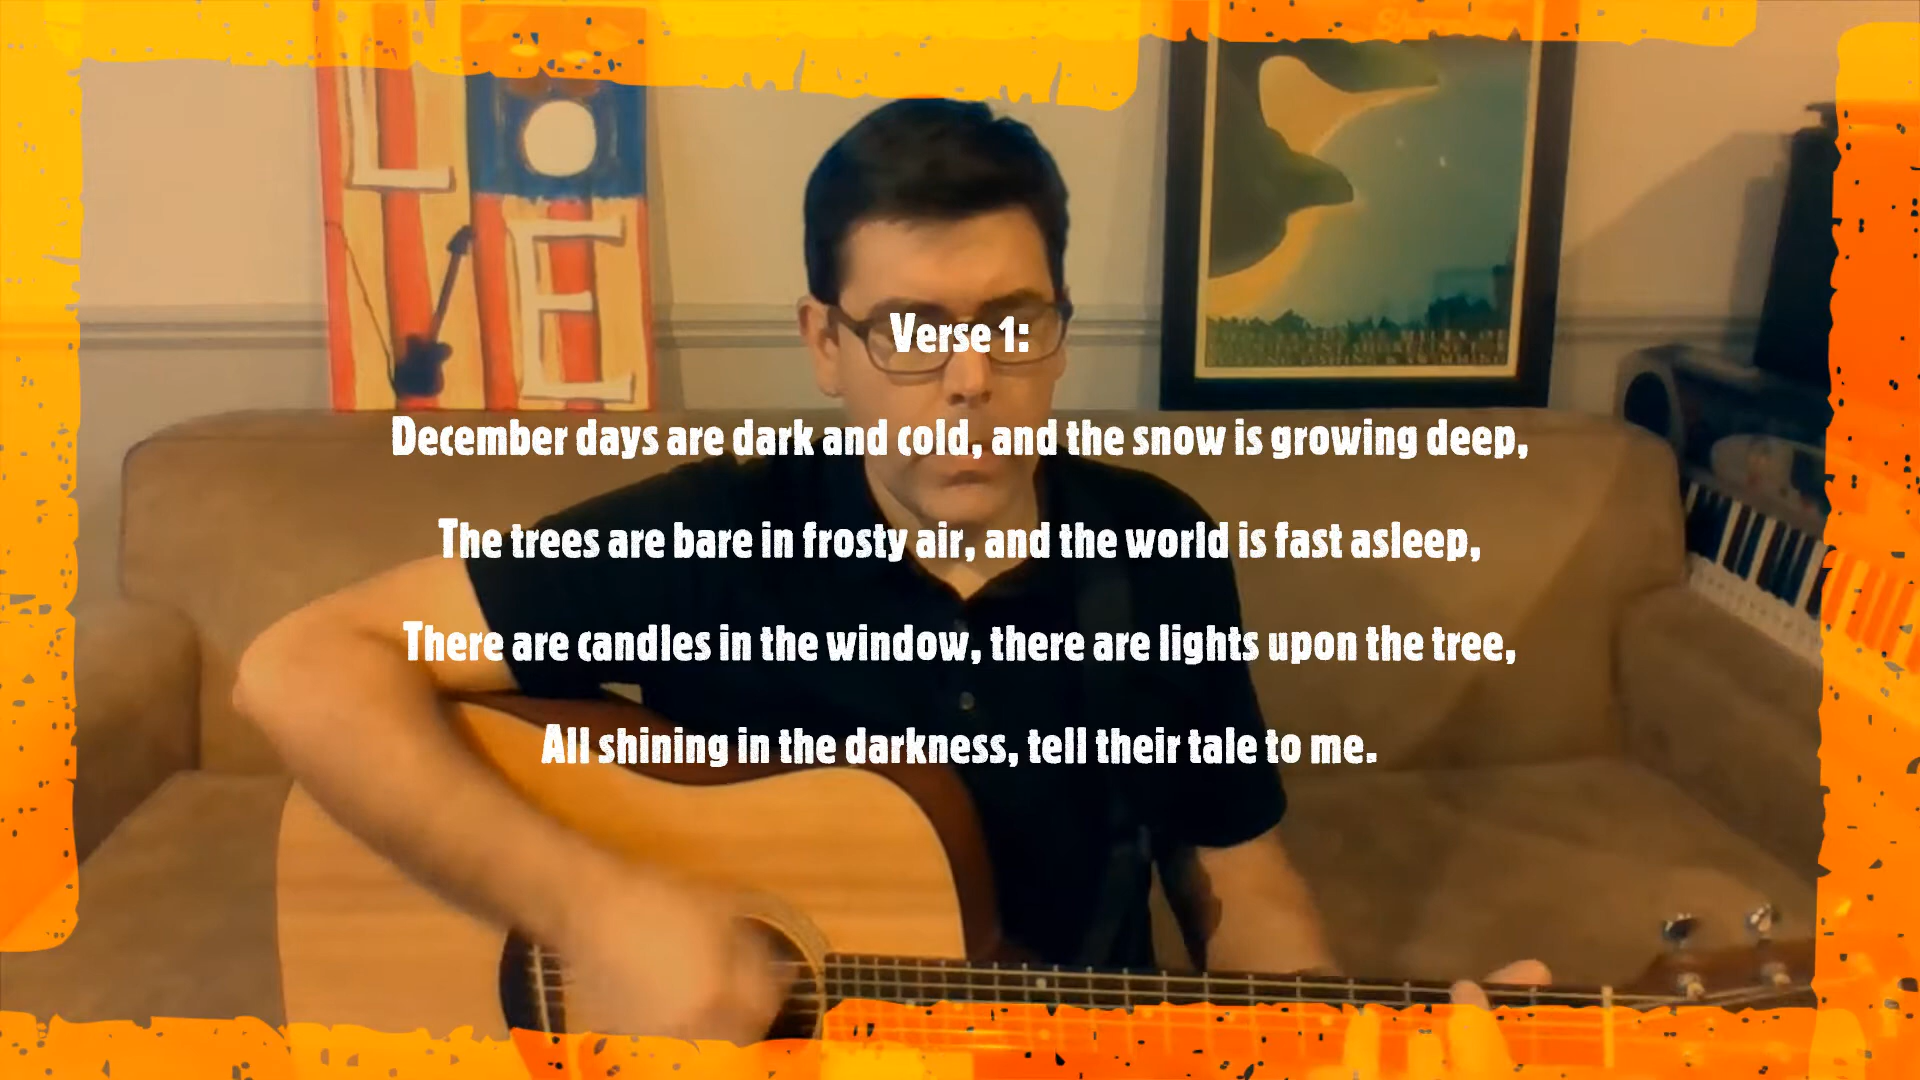 LOVE
Verse 1:
December days are dark and cold, and the snow is growing deep,
The trees are bare in frosty air, and the world is fast asleep,
There are candles in the window, there are lights upon the tree,
All shining in the darkness, tell their tale to me.